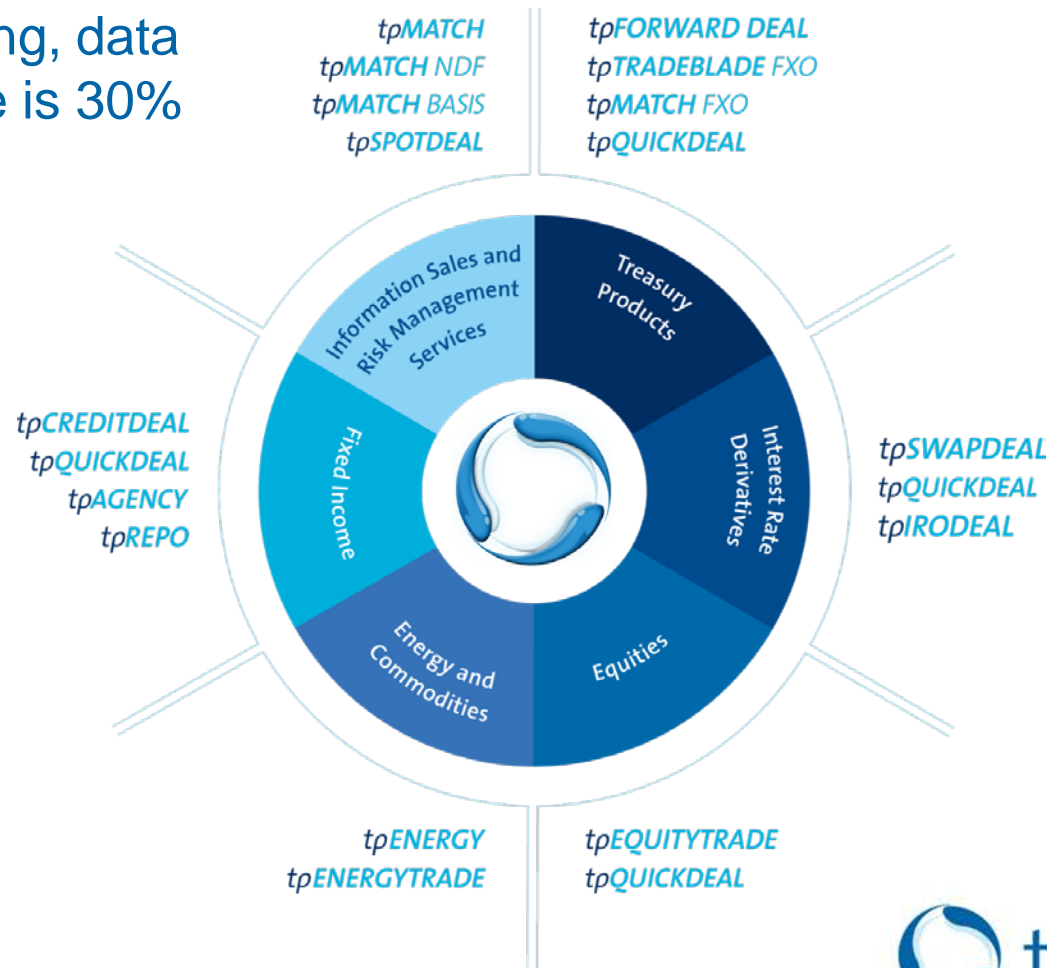 ng, data
e is 30%
tpMATCH
tpMATCH NDF
tpMATCH BASIS
tpSPOTDEAL
tpFORWARD DEAL
tpTRADEBLADE FXO
tpMATCH FXO
tpQUICKDEAL
Information Sales and
Risk Management
Services
Treasury
Products
tpCREDITDEAL
tpQUICKDEAL
tpAGENCY
tpREPO
Fixed Income
Interest Rate
Derivatives
tpSWAPDEAL
tpQUICKDEAL
tpIRODEAL
Energy and
Commodities
Equities
tpENERGY
tpENERGYTRADE
tpEQUITYTRADE
tpQUICKDEAL
t